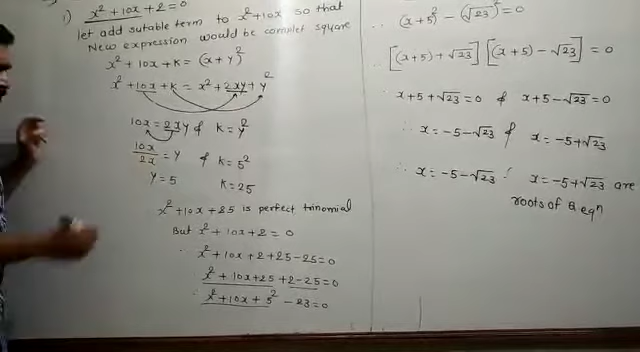 1) x² + 10x + 2 = 0
let add sutable term to x² + 10x so that
New expression would be complet square
x² + 10x + k = (x + y)²
x² + 10x + k = x² + 2xy + y²
10x = 2xy & k = y²
10x/2x = y & k = 5²
y = 5 k = 25
x² + 10x + 25 is perfect trinomial
But x² + 10x + 2 = 0
∴ x² + 10x + 2 + 25 - 25 = 0
x² + 10x + 25 + 2 - 25 = 0
∴ x² + 10x + 5² - 23 = 0
∴ (x + 5)² - (√23)² = 0
∴ [(x + 5) + √23] [(x + 5) - √23] = 0
∴ x + 5 + √23 = 0 & x + 5 - √23 = 0
∴ x = -5 - √23 & x = -5 + √23
∴ x = -5 - √23 & x = -5 + √23 are
roots of Q eqn